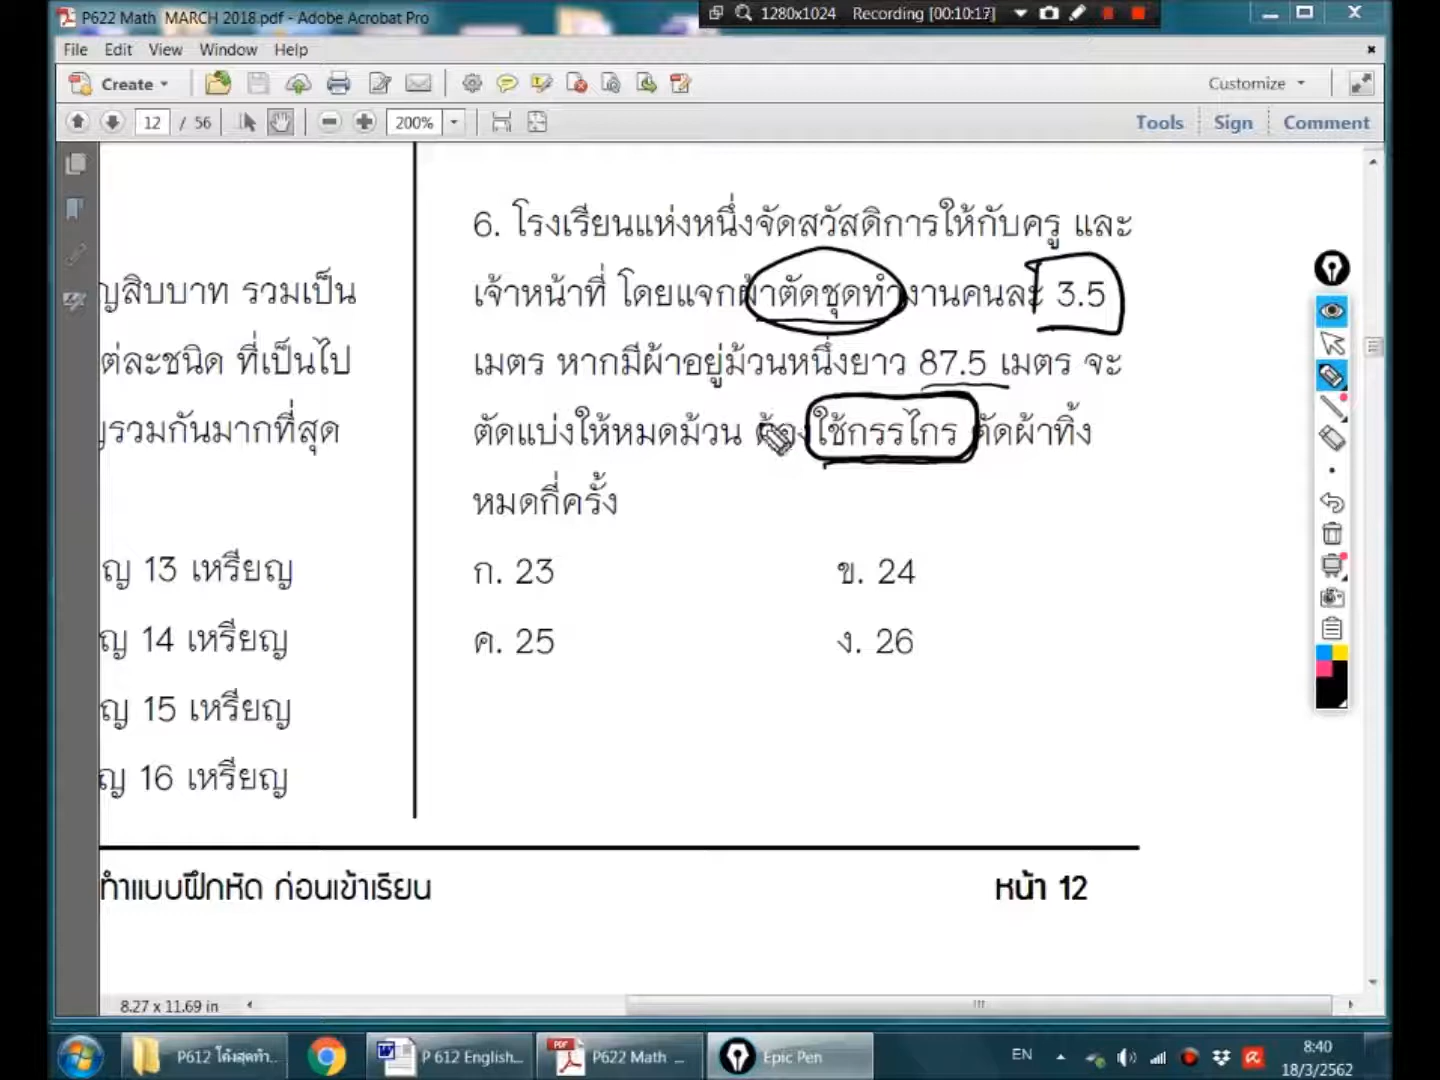 P622 Math MARCH 2018.pdf - Adobe Acrobat Pro
1280x1024 Recording [00:10:17]
File Edit View Window Help
Create
Customize
12 / 56
200%
Tools Sign Comment
6. โรงเรียนแห่งหนึ่งจัดสวัสดิการให้กับครู และ
เจ้าหน้าที่ โดยแจกผ้าตัดชุดทำงานคนละ 3.5
เมตร หากมีผ้าอยู่ม้วนหนึ่งยาว 87.5 เมตร จะ
ตัดแบ่งให้หมดม้วน ต้องใช้กรรไกร ตัดผ้าทิ้ง
หมดกี่ครั้ง
ก. 23
ข. 24
ค. 25
ง. 26
ญสิบบาท รวมเป็น
ต่ละชนิด ที่เป็นไป
รวมกันมากที่สุด
ญ 13 เหรียญ
ญ 14 เหรียญ
ญ 15 เหรียญ
ญ 16 เหรียญ
ทำแบบฝึกหัด ก่อนเข้าเรียน
หน้า 12
8.27 x 11.69 in
P612 โค้งสุดท้า...
P 612 English...
P622 Math ...
Epic Pen
EN
8:40
18/3/2562